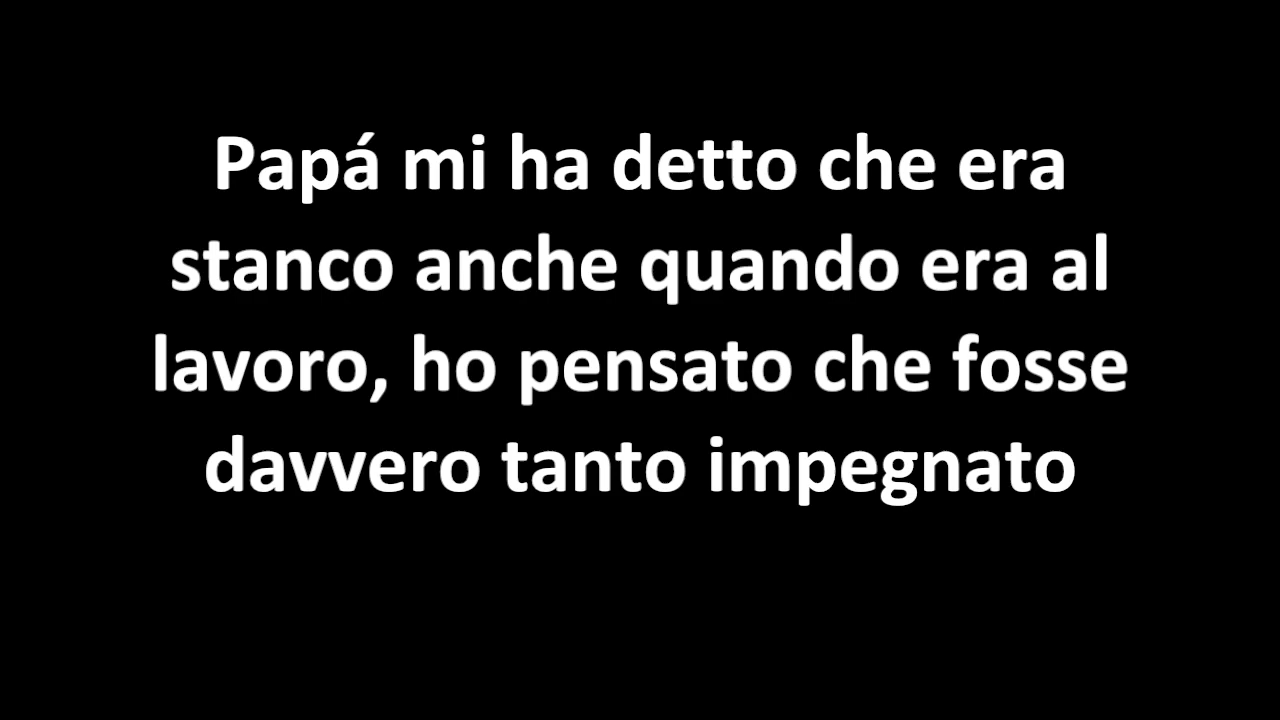 Papá mi ha detto che era
stanco anche quando era al
lavoro, ho pensato che fosse
davvero tanto impegnato